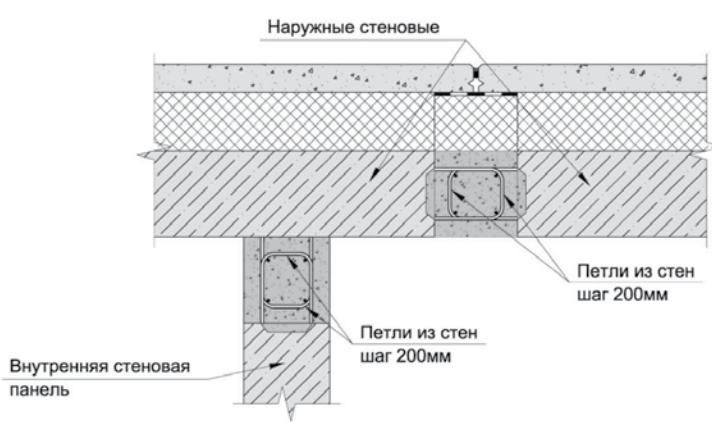 Наружные стеновые
Петли из стен
шаг 200мм
Петли из стен
шаг 200мм
Внутренняя стеновая
панель